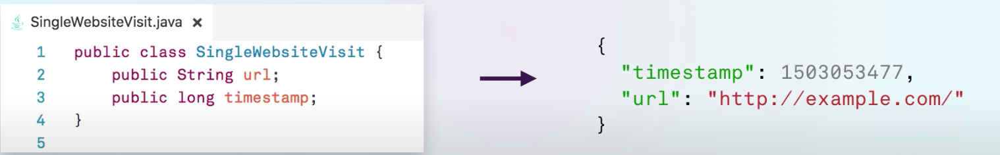 SingleWebsiteVisit.java ×
1 public class SingleWebsiteVisit {
2 public String url;
3 public long timestamp;
4 }
5
{
"timestamp": 1503053477,
"url": "http://example.com/"
}